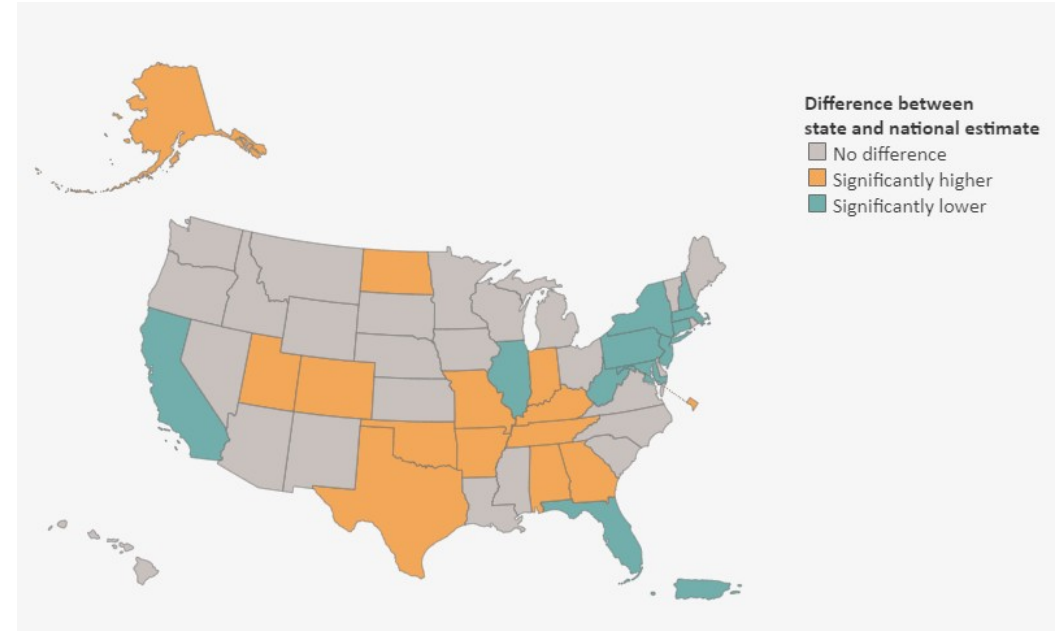 Difference between
state and national estimate
No difference
Significantly higher
Significantly lower